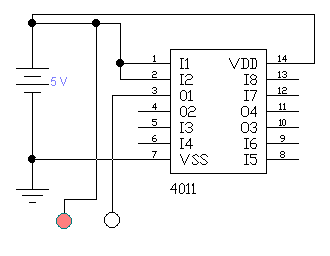 1 I1 VDD 14
2 I2 I8 13
3 O1 I7 12
4 O2 O4 11
5 I3 O3 10
6 I4 I6 9
7 VSS I5 8
5 V
4011